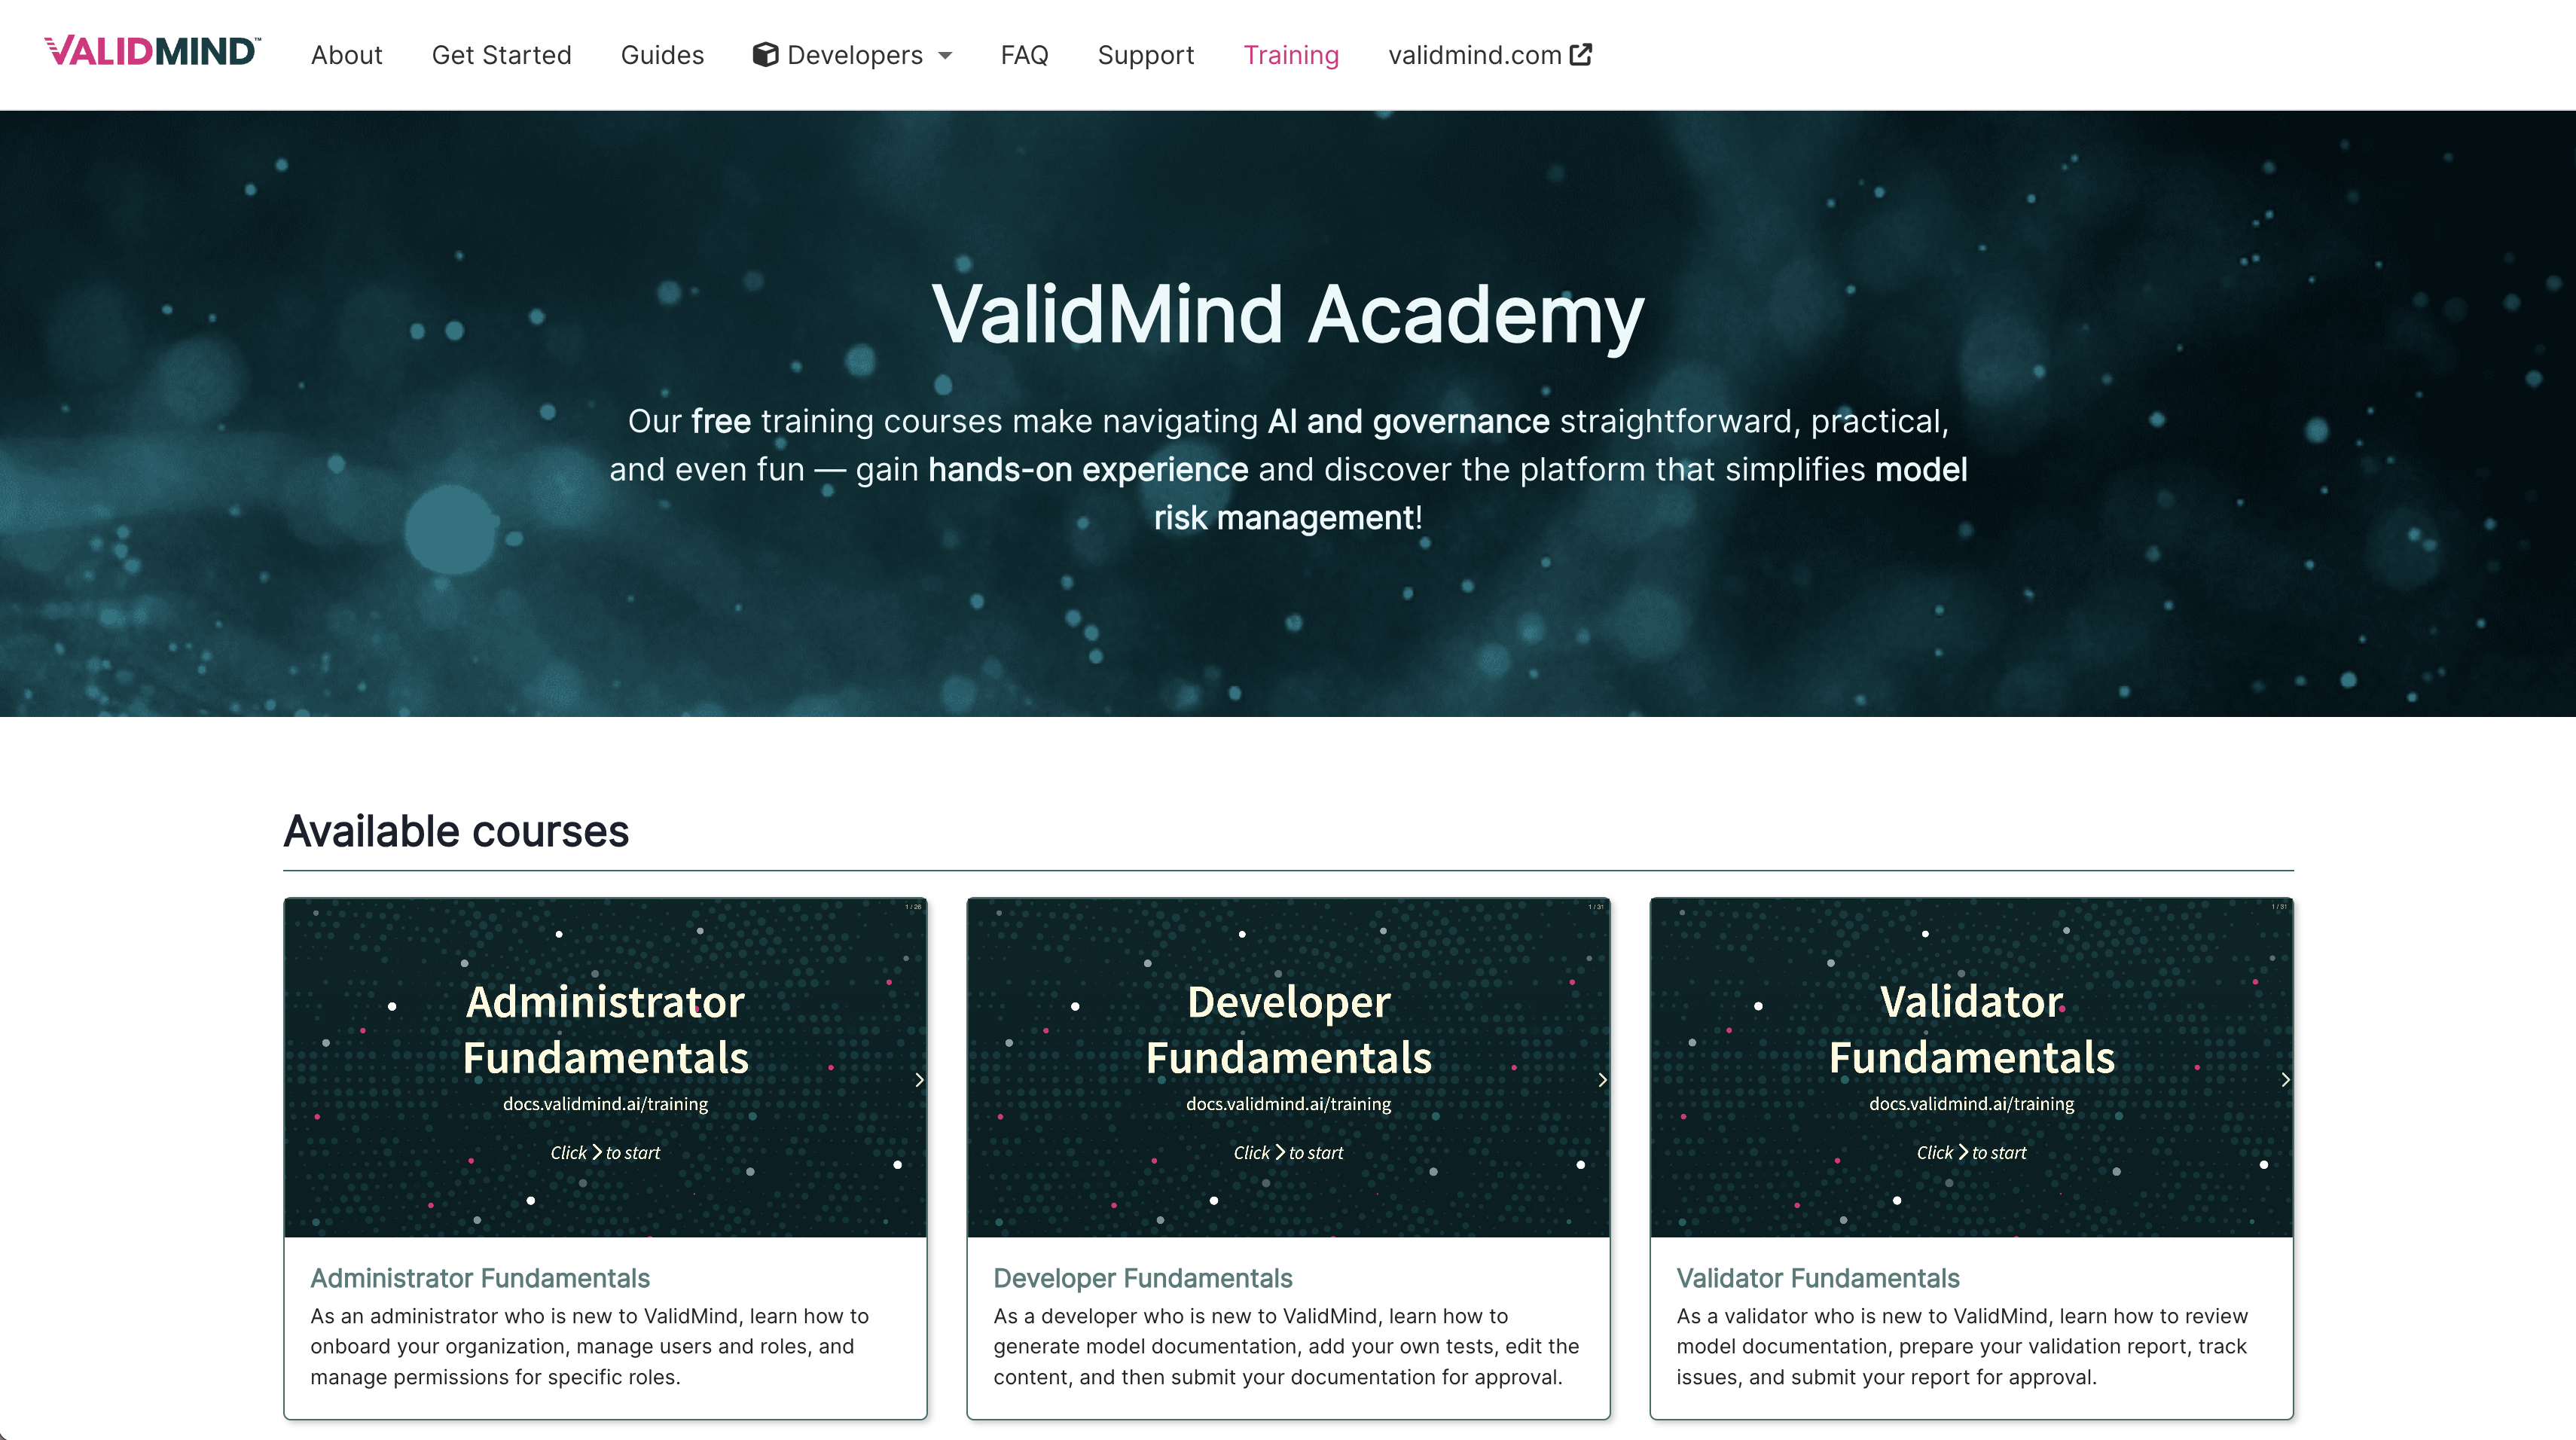 VALIDMIND™ About Get Started Guides Developers FAQ Support Training validmind.com
ValidMind Academy
Our free training courses make navigating AI and governance straightforward, practical,
and even fun — gain hands-on experience and discover the platform that simplifies model
risk management!
Available courses
1 / 26
Administrator
Fundamentals
docs.validmind.ai/training
Click > to start
Administrator Fundamentals
As an administrator who is new to ValidMind, learn how to
onboard your organization, manage users and roles, and
manage permissions for specific roles.
1 / 31
Developer
Fundamentals
docs.validmind.ai/training
Click > to start
Developer Fundamentals
As a developer who is new to ValidMind, learn how to
generate model documentation, add your own tests, edit the
content, and then submit your documentation for approval.
1 / 31
Validator
Fundamentals
docs.validmind.ai/training
Click > to start
Validator Fundamentals
As a validator who is new to ValidMind, learn how to review
model documentation, prepare your validation report, track
issues, and submit your report for approval.